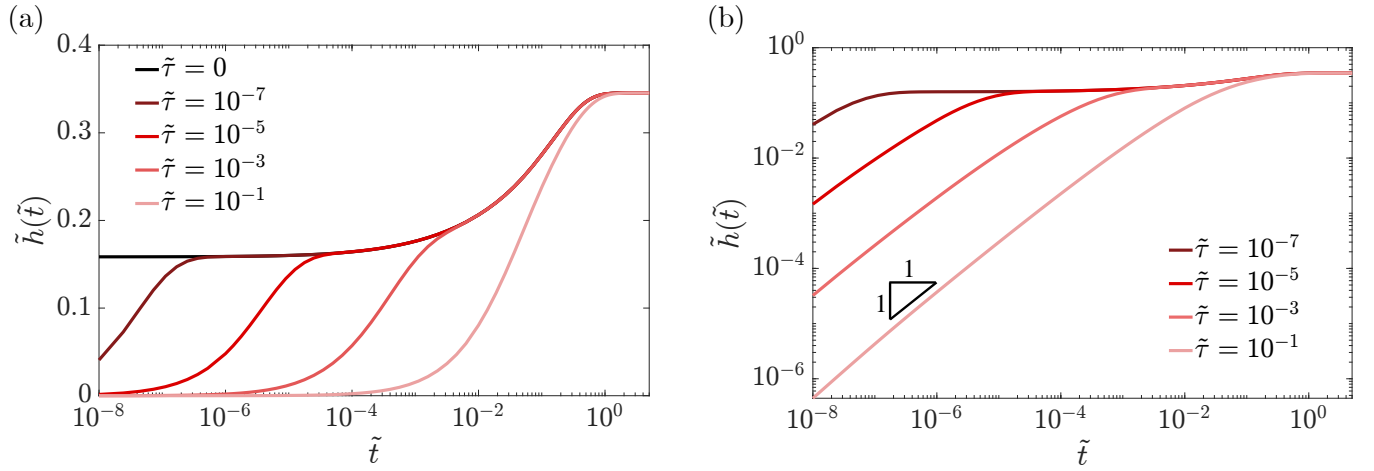 (a)
0.4
0.3
0.2
0.1
0
h̃(t̃)
τ̃ = 0
τ̃ = 10⁻⁷
τ̃ = 10⁻⁵
τ̃ = 10⁻³
τ̃ = 10⁻¹
10⁻⁸ 10⁻⁶ 10⁻⁴ 10⁻² 10⁰
t̃
(b)
10⁰
10⁻²
10⁻⁴
10⁻⁶
h̃(t̃)
1
1
τ̃ = 10⁻⁷
τ̃ = 10⁻⁵
τ̃ = 10⁻³
τ̃ = 10⁻¹
10⁻⁸ 10⁻⁶ 10⁻⁴ 10⁻² 10⁰
t̃